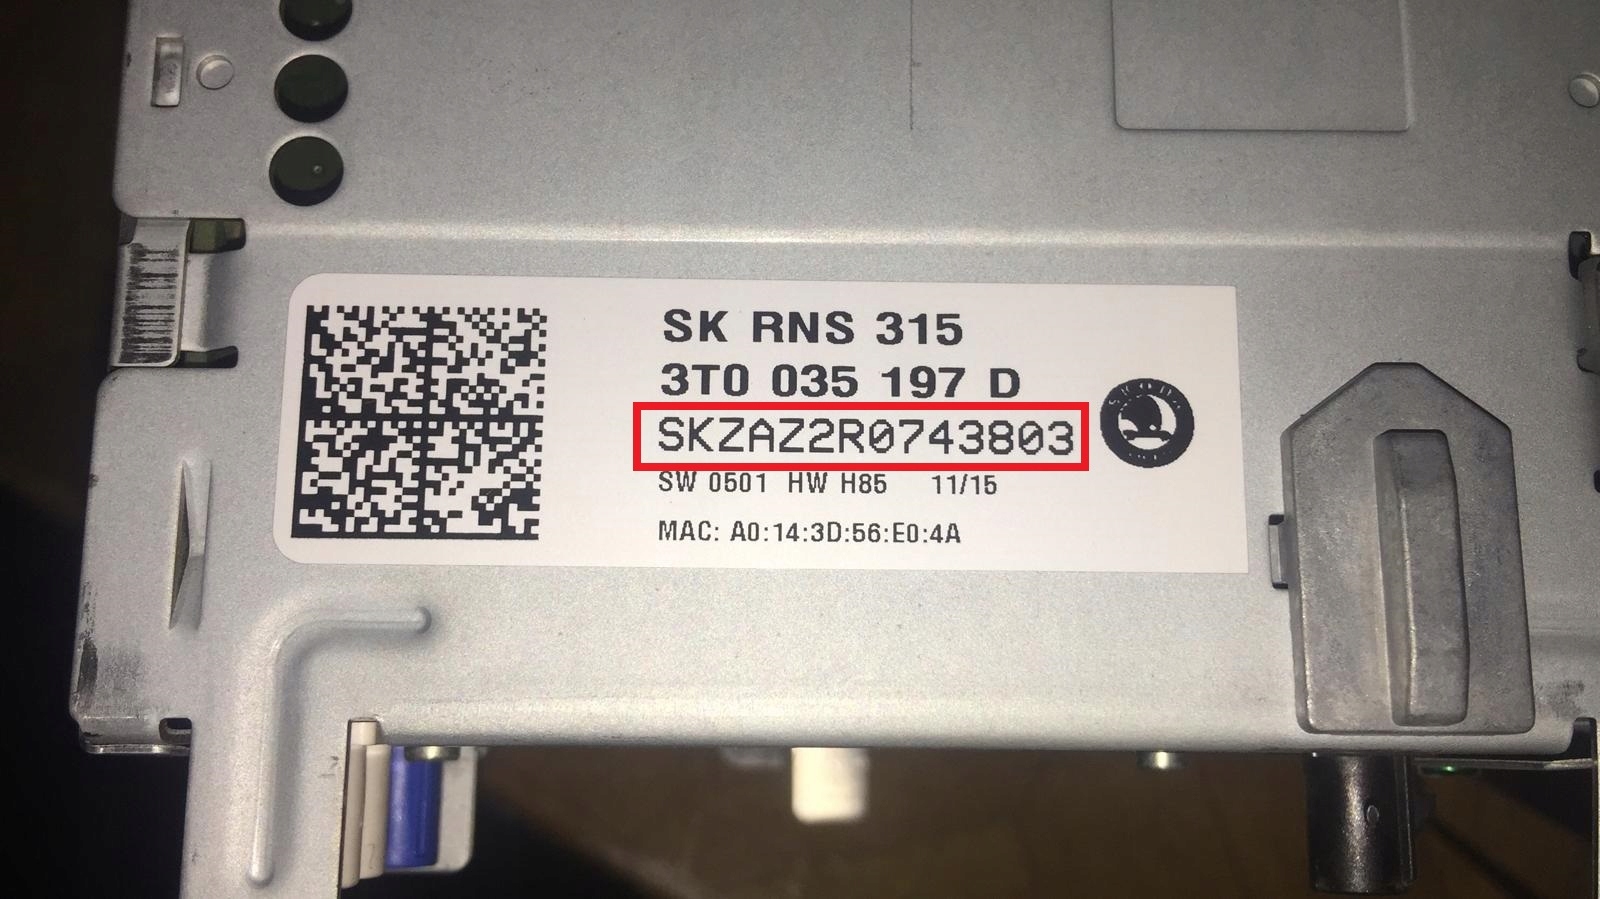 SK RNS 315
3T0 035 197 D
SKZAZ2R0743803
SW 0501 HW H85 11/15
MAC: A0:14:3D:56:E0:4A
SKODA